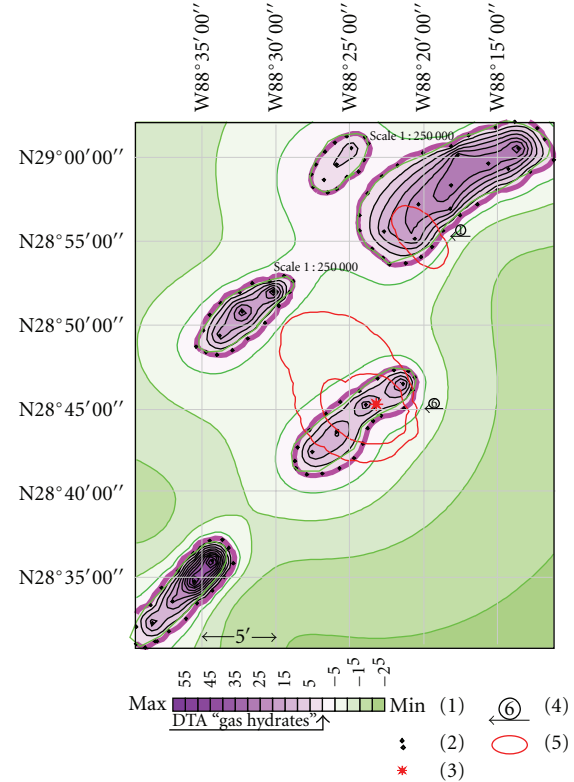 W88°35′00″ W88°30′00″ W88°25′00″ W88°20′00″ W88°15′00″
N29°00′00″
N28°55′00″
N28°50′00″
N28°45′00″
N28°40′00″
N28°35′00″
Scale 1 : 250 000
1
Scale 1 : 250 000
6
5′
55 45 35 25 15 5 −5 −15 −25
Max Min (1) 6 (4)
DTA “gas hydrates”
(2) (5)
(3)